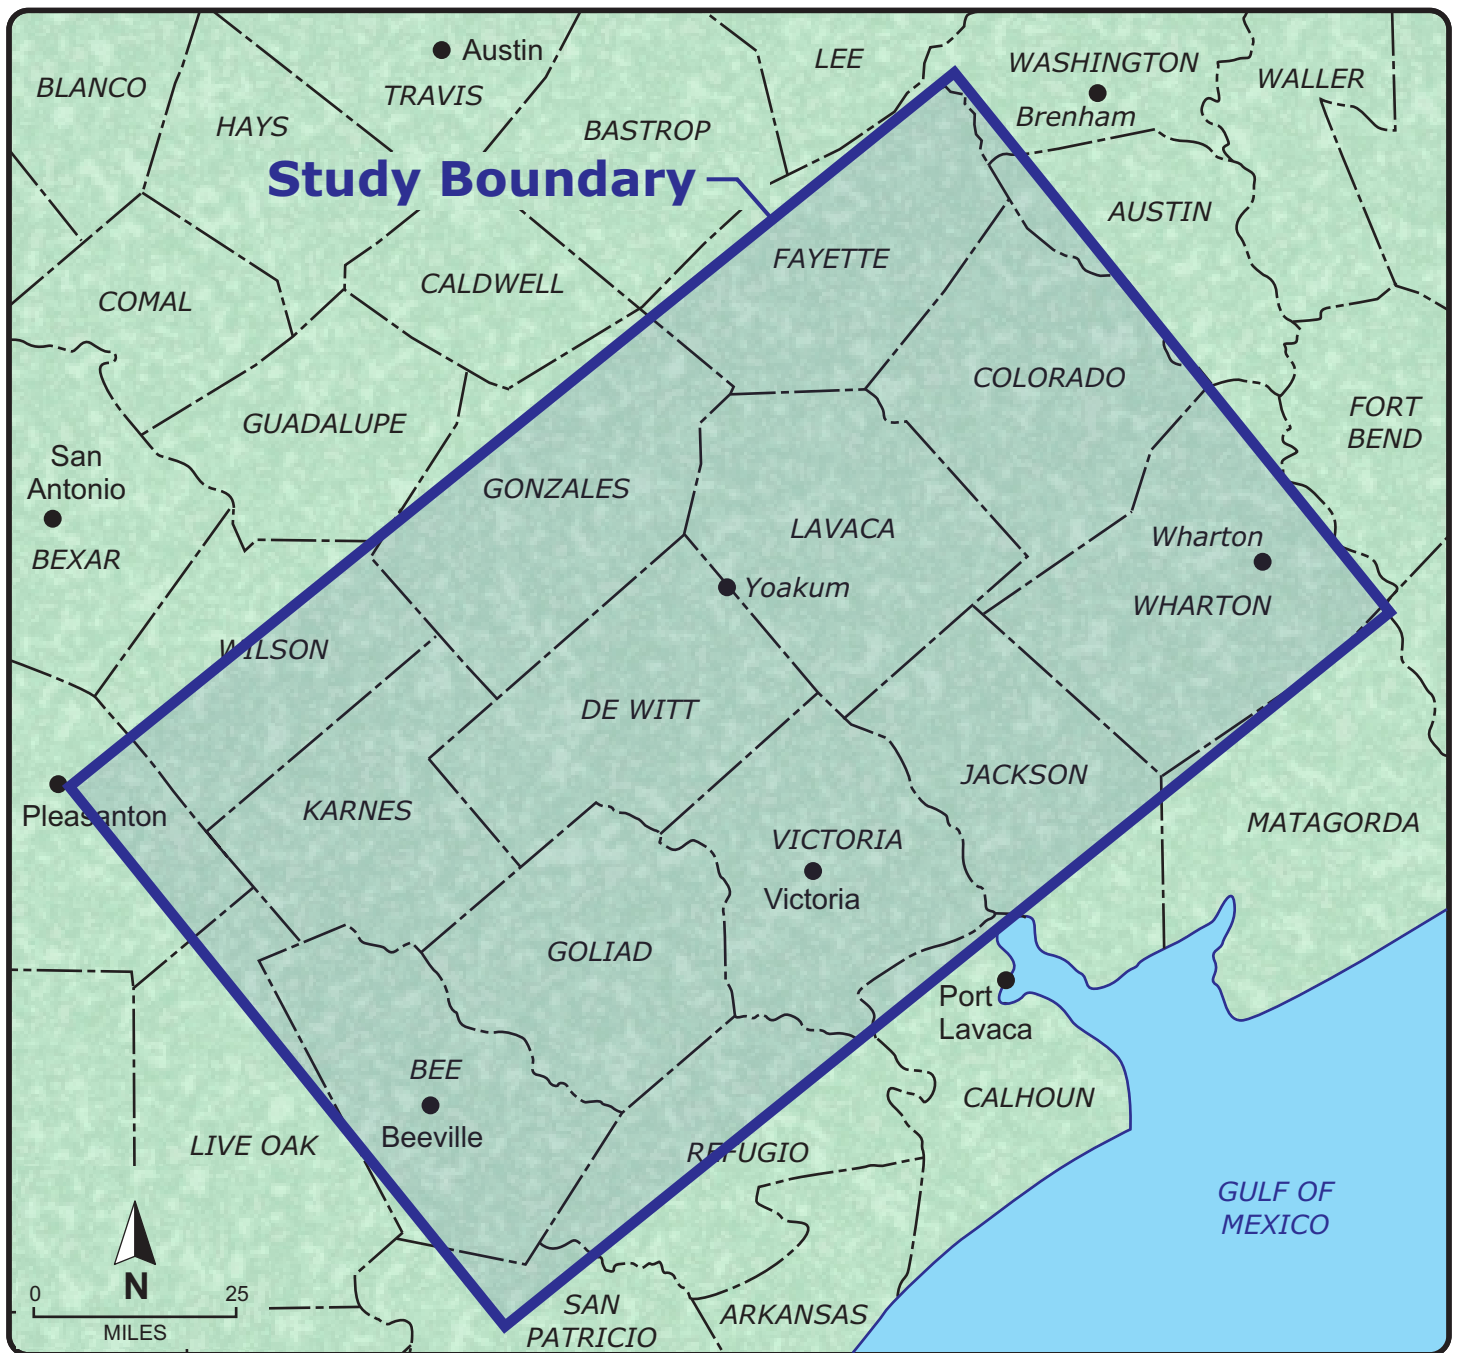 Austin
LEE
WASHINGTON
WALLER
BLANCO
TRAVIS
Brenham
HAYS
BASTROP
Study Boundary
AUSTIN
FAYETTE
CALDWELL
COMAL
COLORADO
GUADALUPE
FORT
BEND
San
Antonio
GONZALES
LAVACA
Wharton
BEXAR
Yoakum
WHARTON
WILSON
DE WITT
JACKSON
KARNES
Pleasanton
MATAGORDA
VICTORIA
Victoria
GOLIAD
Port
Lavaca
BEE
CALHOUN
Beeville
LIVE OAK
REFUGIO
GULF OF
MEXICO
N
0 25
MILES
SAN
PATRICIO
ARKANSAS